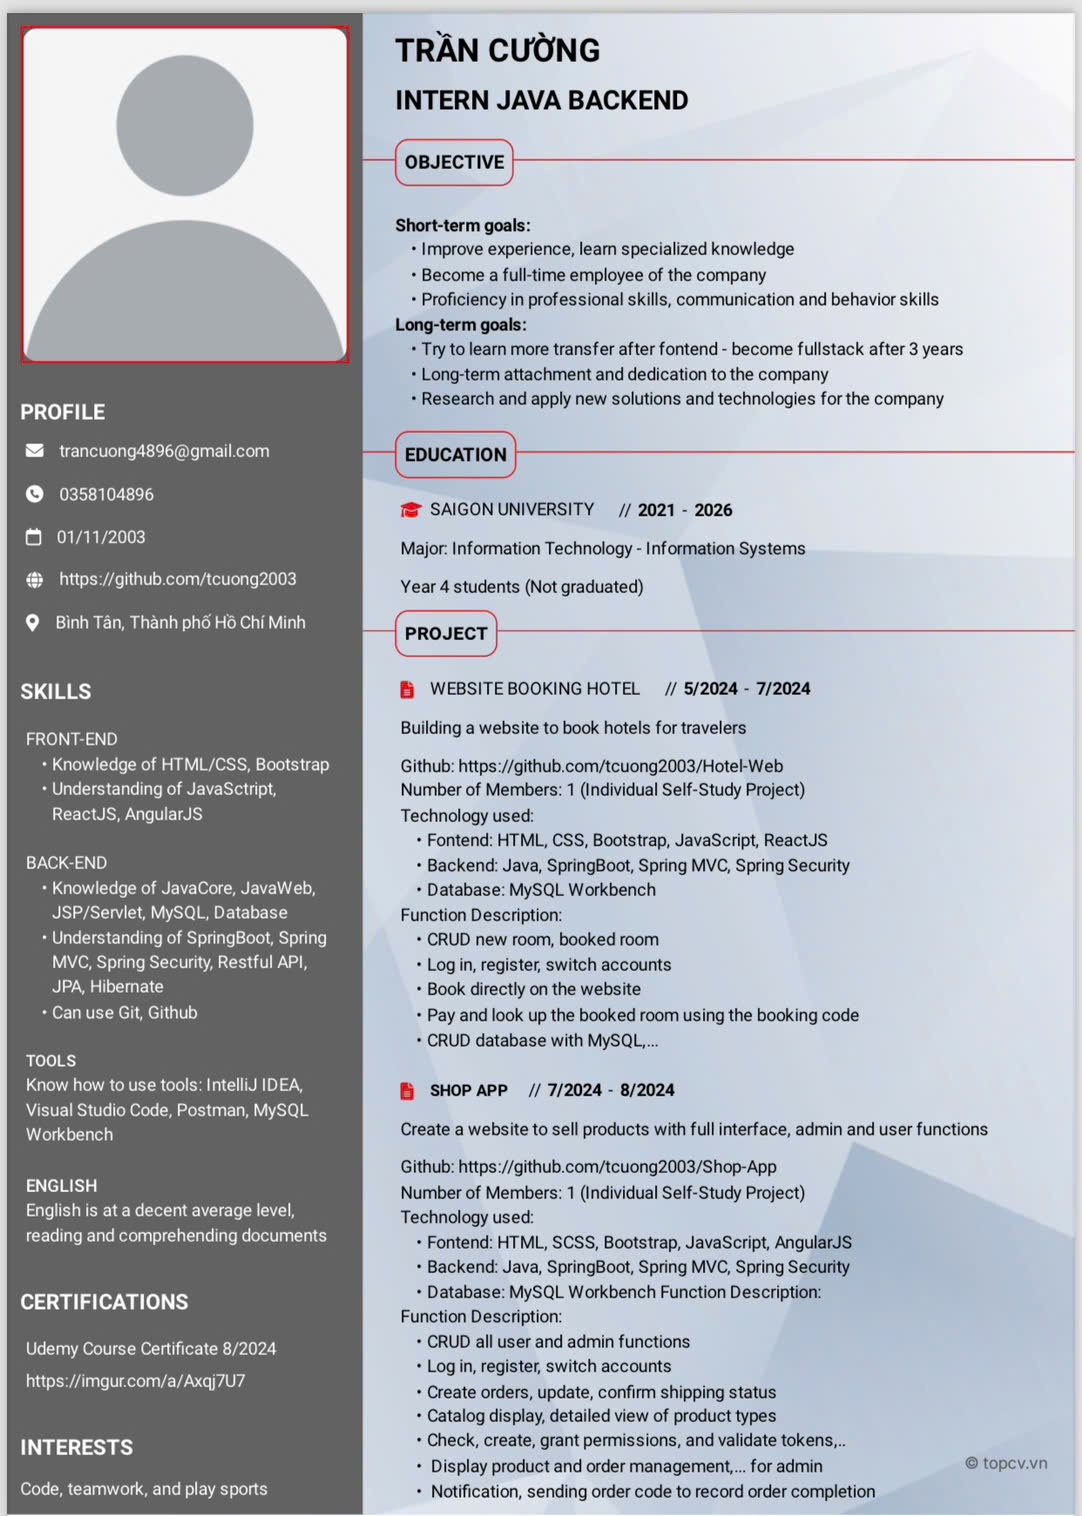 TRẦN CƯỜNG
INTERN JAVA BACKEND
OBJECTIVE
Short-term goals:
• Improve experience, learn specialized knowledge
• Become a full-time employee of the company
• Proficiency in professional skills, communication and behavior skills
Long-term goals:
• Try to learn more transfer after fontend - become fullstack after 3 years
• Long-term attachment and dedication to the company
• Research and apply new solutions and technologies for the company
EDUCATION
SAIGON UNIVERSITY // 2021 - 2026
Major: Information Technology - Information Systems
Year 4 students (Not graduated)
PROJECT
WEBSITE BOOKING HOTEL // 5/2024 - 7/2024
Building a website to book hotels for travelers
Github: https://github.com/tcuong2003/Hotel-Web
Number of Members: 1 (Individual Self-Study Project)
Technology used:
• Fontend: HTML, CSS, Bootstrap, JavaScript, ReactJS
• Backend: Java, SpringBoot, Spring MVC, Spring Security
• Database: MySQL Workbench
Function Description:
• CRUD new room, booked room
• Log in, register, switch accounts
• Book directly on the website
• Pay and look up the booked room using the booking code
• CRUD database with MySQL,...
SHOP APP // 7/2024 - 8/2024
Create a website to sell products with full interface, admin and user functions
Github: https://github.com/tcuong2003/Shop-App
Number of Members: 1 (Individual Self-Study Project)
Technology used:
• Fontend: HTML, SCSS, Bootstrap, JavaScript, AngularJS
• Backend: Java, SpringBoot, Spring MVC, Spring Security
• Database: MySQL Workbench Function Description:
Function Description:
• CRUD all user and admin functions
• Log in, register, switch accounts
• Create orders, update, confirm shipping status
• Catalog display, detailed view of product types
• Check, create, grant permissions, and validate tokens,..
• Display product and order management,... for admin
• Notification, sending order code to record order completion
© topcv.vn
PROFILE
trancuong4896@gmail.com
0358104896
01/11/2003
https://github.com/tcuong2003
Bình Tân, Thành phố Hồ Chí Minh
SKILLS
FRONT-END
• Knowledge of HTML/CSS, Bootstrap
• Understanding of JavaSctript,
ReactJS, AngularJS
BACK-END
• Knowledge of JavaCore, JavaWeb,
JSP/Servlet, MySQL, Database
• Understanding of SpringBoot, Spring
MVC, Spring Security, Restful API,
JPA, Hibernate
• Can use Git, Github
TOOLS
Know how to use tools: IntelliJ IDEA,
Visual Studio Code, Postman, MySQL
Workbench
ENGLISH
English is at a decent average level,
reading and comprehending documents
CERTIFICATIONS
Udemy Course Certificate 8/2024
https://imgur.com/a/Axqj7U7
INTERESTS
Code, teamwork, and play sports